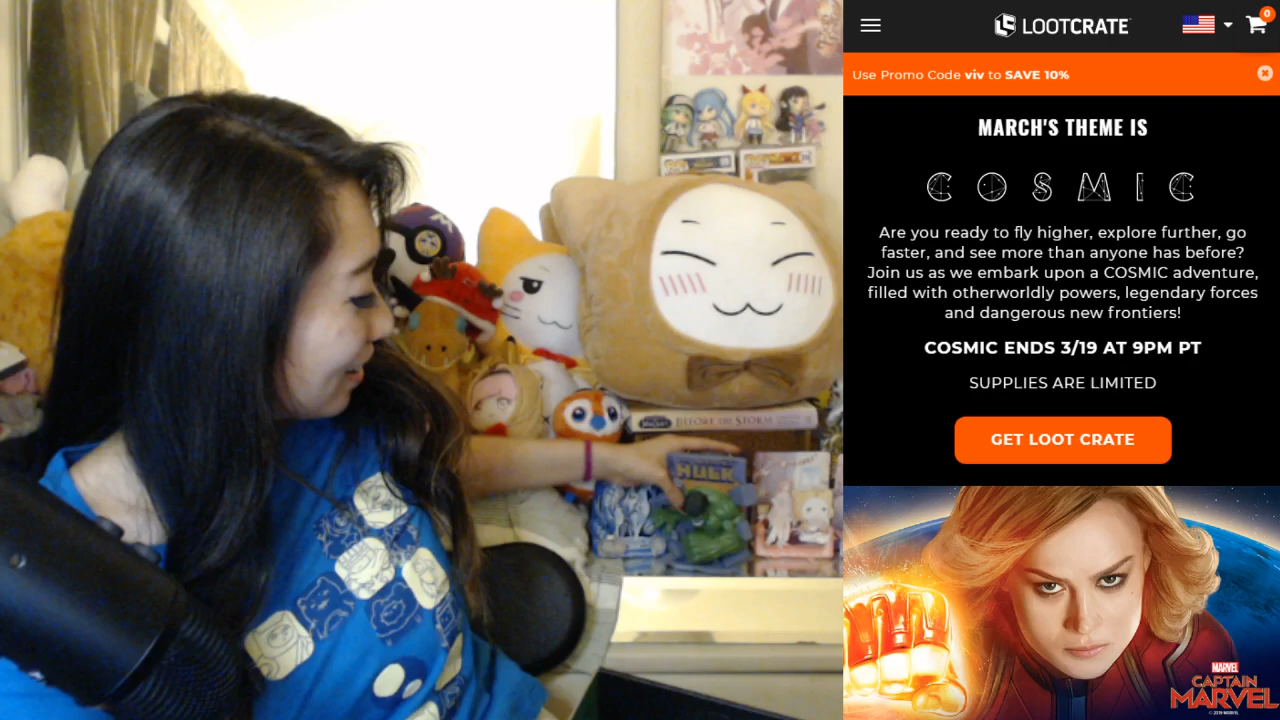 LOOTCRATE
0
Use Promo Code viv to SAVE 10%
MARCH'S THEME IS
COSMIC
Are you ready to fly higher, explore further, go
faster, and see more than anyone has before?
Join us as we embark upon a COSMIC adventure,
filled with otherworldly powers, legendary forces
and dangerous new frontiers!
COSMIC ENDS 3/19 AT 9PM PT
SUPPLIES ARE LIMITED
GET LOOT CRATE
MARVEL
CAPTAIN
MARVEL
BEFORE THE STORM
HULK